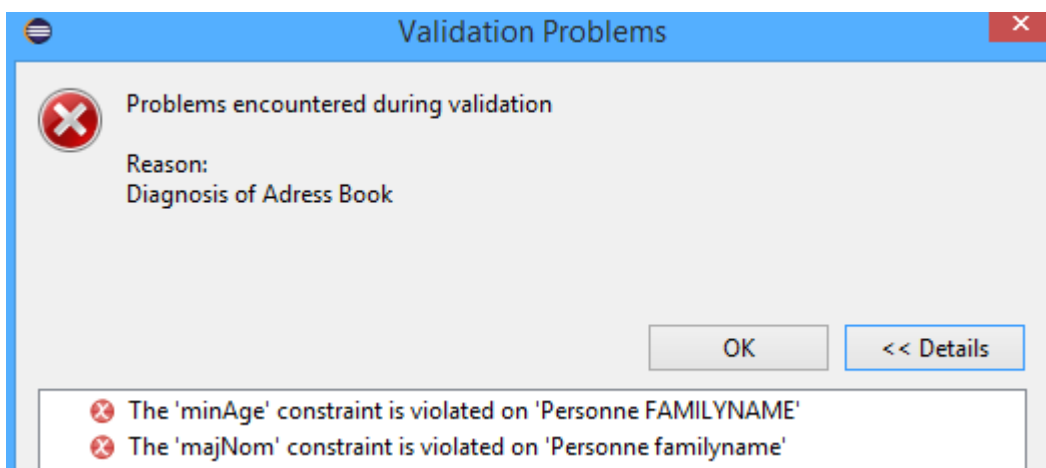 Validation Problems
Problems encountered during validation
Reason:
Diagnosis of Adress Book
OK
<< Details
The 'minAge' constraint is violated on 'Personne FAMILYNAME'
The 'majNom' constraint is violated on 'Personne familyname'